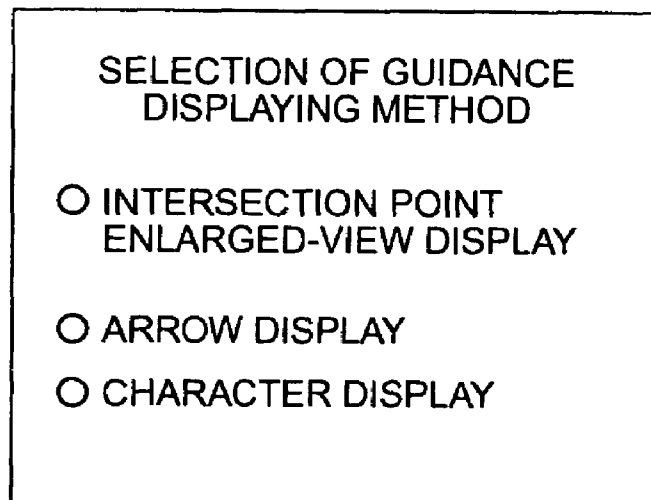 SELECTION OF GUIDANCE
DISPLAYING METHOD
INTERSECTION POINT
ENLARGED-VIEW DISPLAY
ARROW DISPLAY
CHARACTER DISPLAY